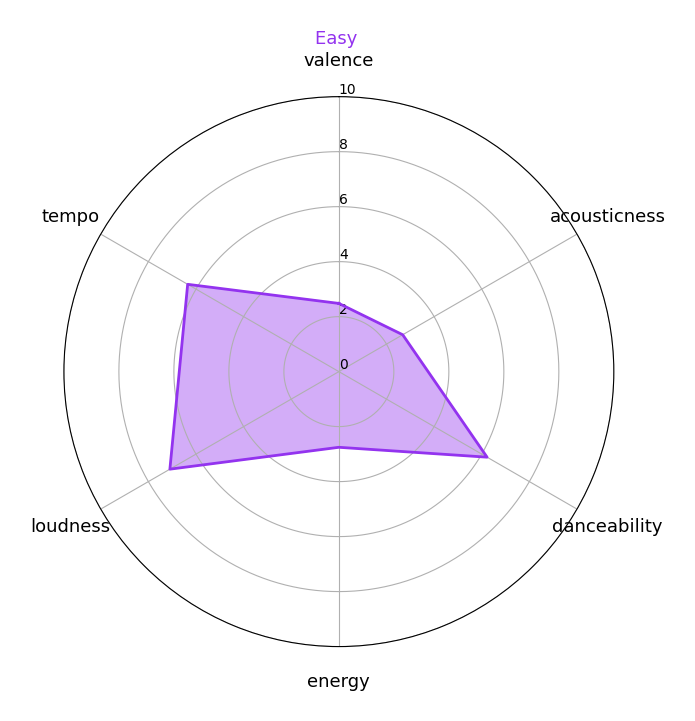 Easy
valence
10
8
6
4
2
0
tempo
acousticness
loudness
danceability
energy